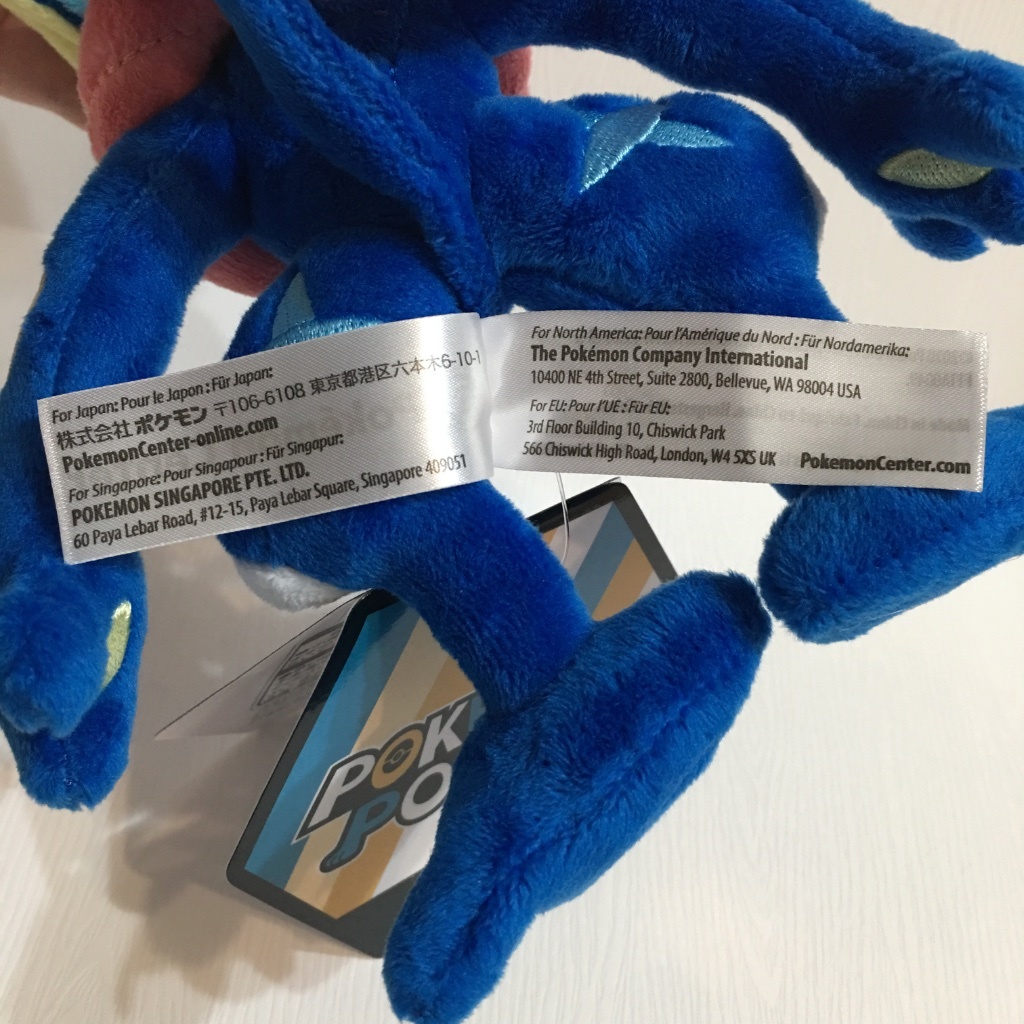 For Japan: Pour le Japon : Für Japan:
株式会社 ポケモン 〒106-6108 東京都港区六本木6-10-1
PokemonCenter-online.com
For Singapore: Pour Singapour : Für Singapur:
POKEMON SINGAPORE PTE. LTD.
60 Paya Lebar Road, #12-15, Paya Lebar Square, Singapore 409051
For North America: Pour l'Amérique du Nord : Für Nordamerika:
The Pokémon Company International
10400 NE 4th Street, Suite 2800, Bellevue, WA 98004 USA
For EU: Pour l'UE : Für EU:
3rd Floor Building 10, Chiswick Park
566 Chiswick High Road, London, W4 5XS UK PokemonCenter.com
POK
PO